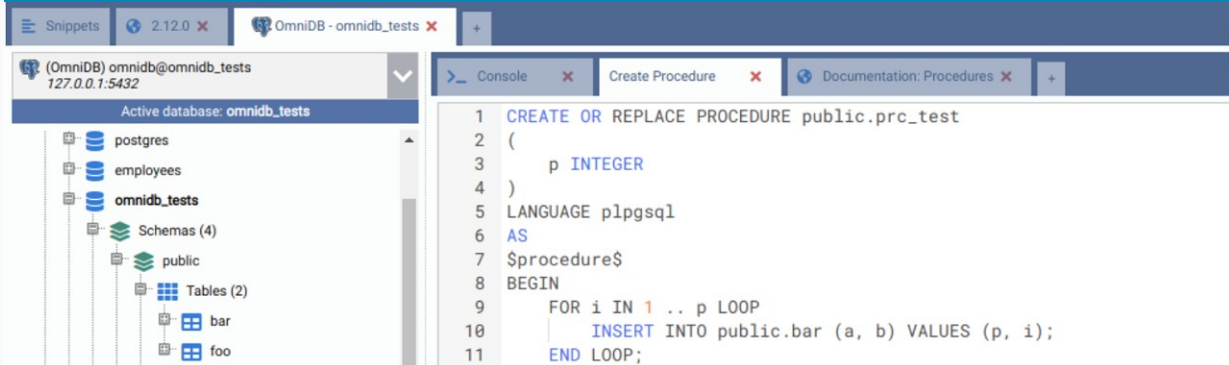 Snippets 2.12.0 OmniDB - omnidb_tests +
(OmniDB) omnidb@omnidb_tests
127.0.0.1:5432
Active database: omnidb_tests
postgres
employees
omnidb_tests
Schemas (4)
public
Tables (2)
bar
foo
>_ Console Create Procedure Documentation: Procedures +
1 CREATE OR REPLACE PROCEDURE public.prc_test
2 (
3 p INTEGER
4 )
5 LANGUAGE plpgsql
6 AS
7 $procedure$
8 BEGIN
9 FOR i IN 1 .. p LOOP
10 INSERT INTO public.bar (a, b) VALUES (p, i);
11 END LOOP;